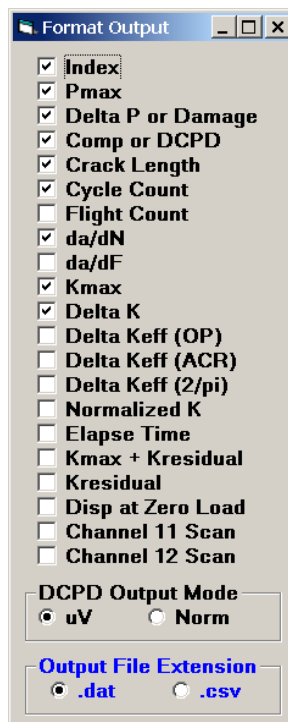 Format Output
Index
Pmax
Delta P or Damage
Comp or DCPD
Crack Length
Cycle Count
Flight Count
da/dN
da/dF
Kmax
Delta K
Delta Keff (OP)
Delta Keff (ACR)
Delta Keff (2/pi)
Normalized K
Elapse Time
Kmax + Kresidual
Kresidual
Disp at Zero Load
Channel 11 Scan
Channel 12 Scan
DCPD Output Mode
uV Norm
Output File Extension
.dat .csv